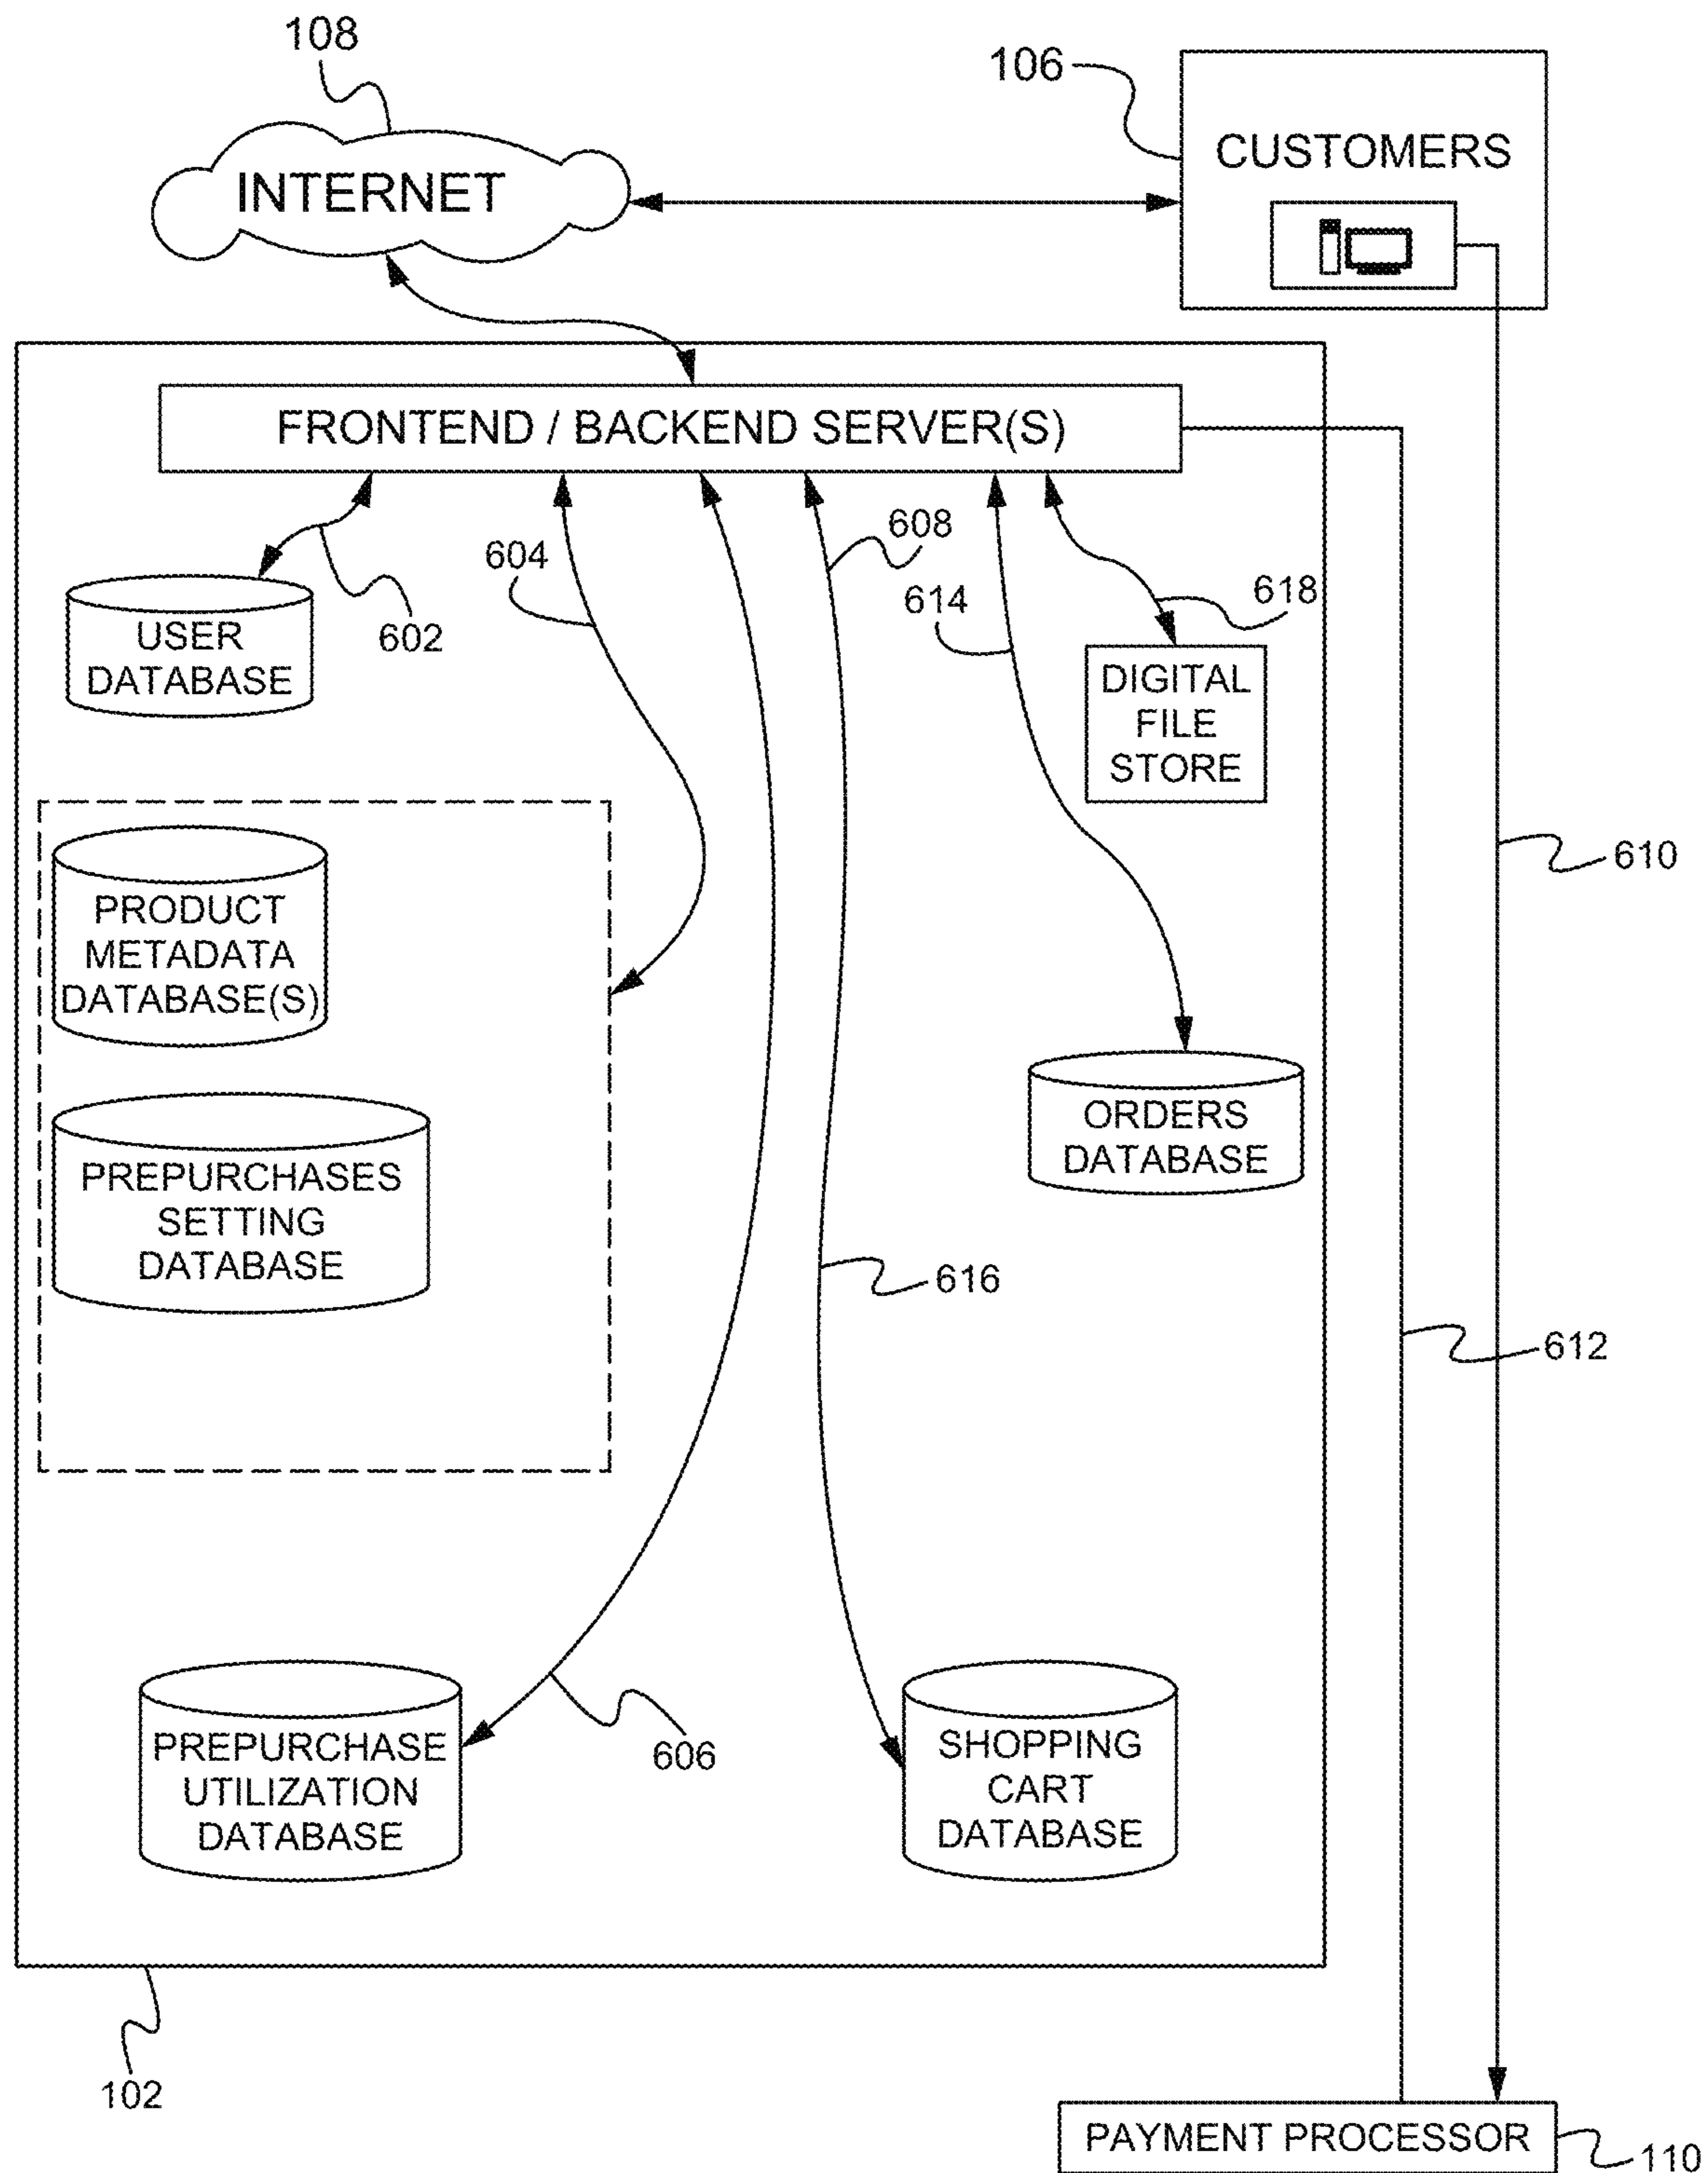 108
106
CUSTOMERS
INTERNET
FRONTEND / BACKEND SERVER(S)
608
604
614
618
602
USER
DATABASE
DIGITAL
FILE
STORE
610
PRODUCT
METADATA
DATABASE(S)
ORDERS
DATABASE
PREPURCHASES
SETTING
DATABASE
616
612
606
PREPURCHASE
UTILIZATION
DATABASE
SHOPPING
CART
DATABASE
102
PAYMENT PROCESSOR
110